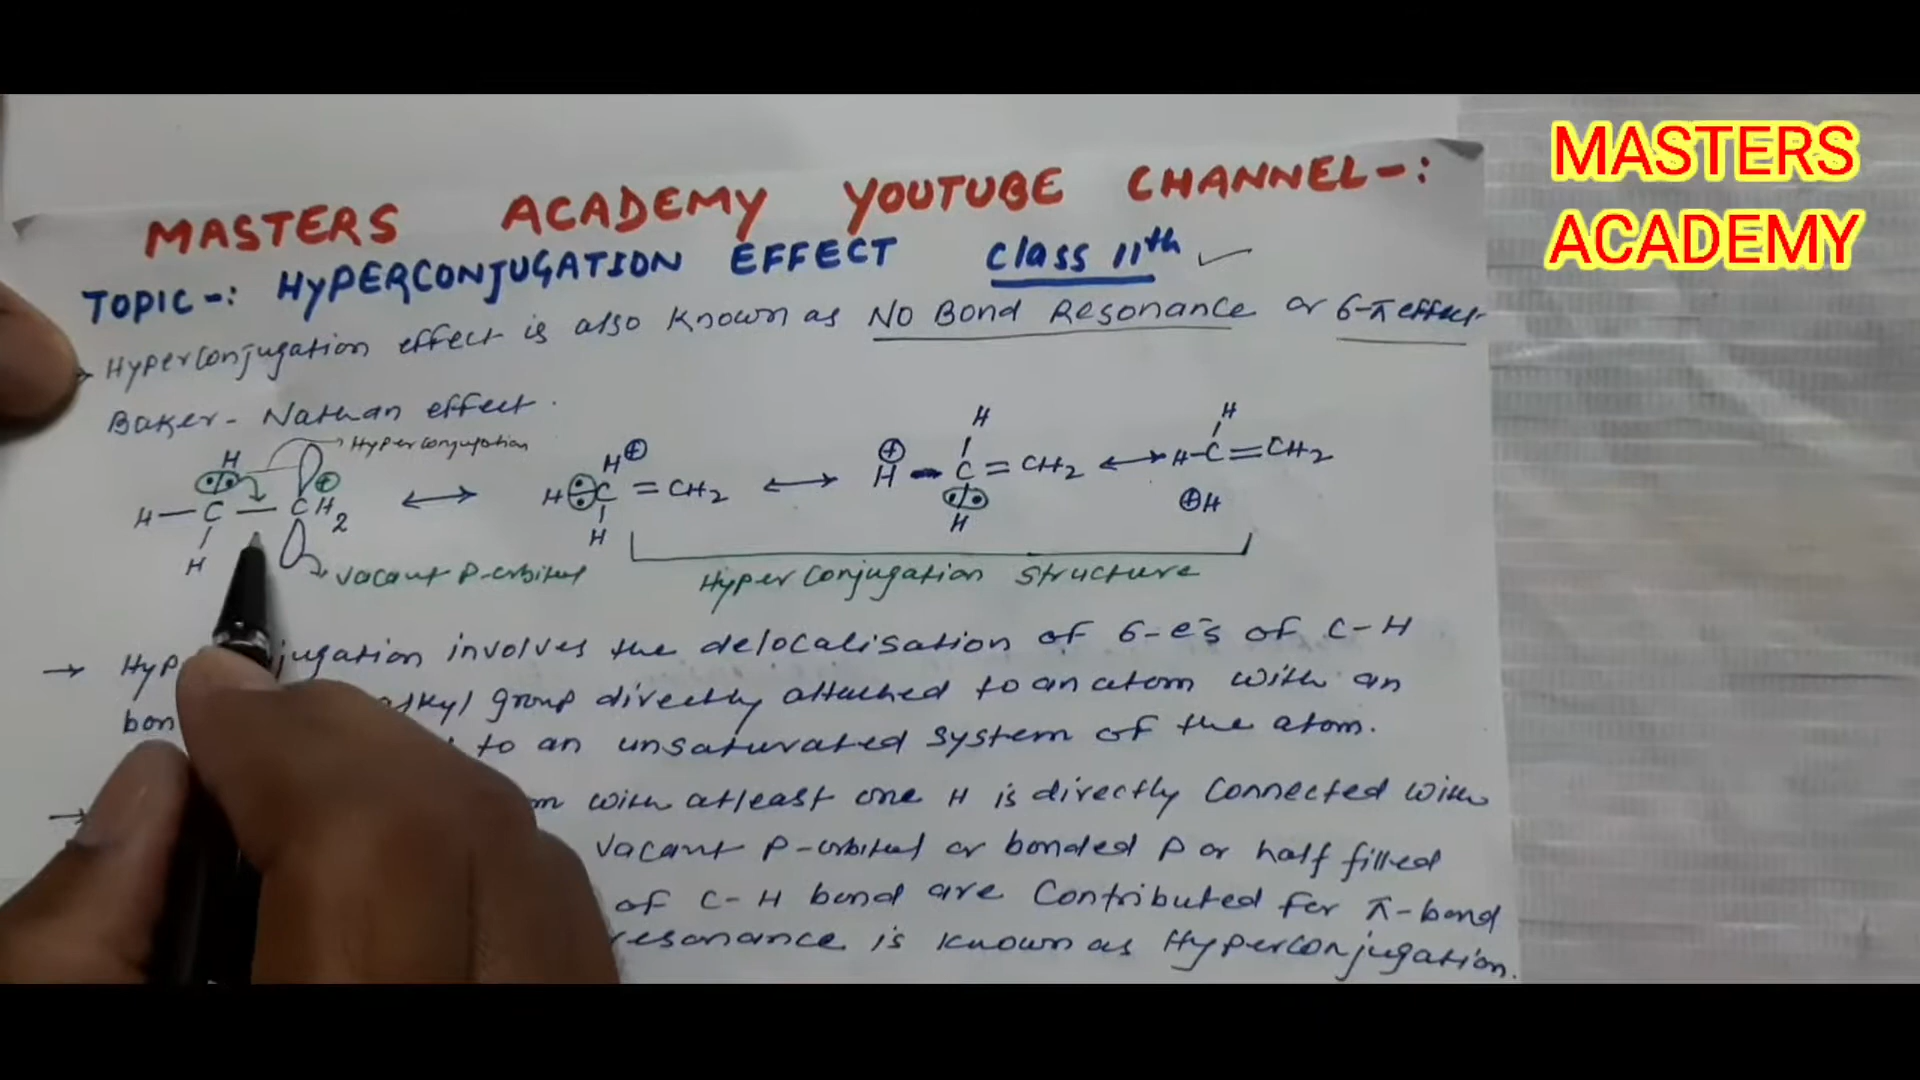 MASTERS
ACADEMY
MASTERS ACADEMY YOUTUBE CHANNEL-:
TOPIC-: HYPERCONJUGATION EFFECT Class 11th
Hyperconjugation effect is also known as No Bond Resonance or σ-π effect
Baker-Nathan effect.
Hyperconjugation
H H⊕ H H
H—C—CH2 ⊕ ↔ H C=CH2 ↔ ⊕H-C=CH2 ↔ H-C=CH2
H H H ⊕H
vacant P-orbital
Hyperconjugation Structure
→ jugation involves the delocalisation of σ-e-s of C-H
bon alkyl group directly attached to an atom with an
to an unsaturated system of the atom.
→ with atleast one H is directly connected with
vacant P-orbital or bonded P or half filled
of C-H bond are Contributed for π-bond
resonance is known as Hyperconjugation.